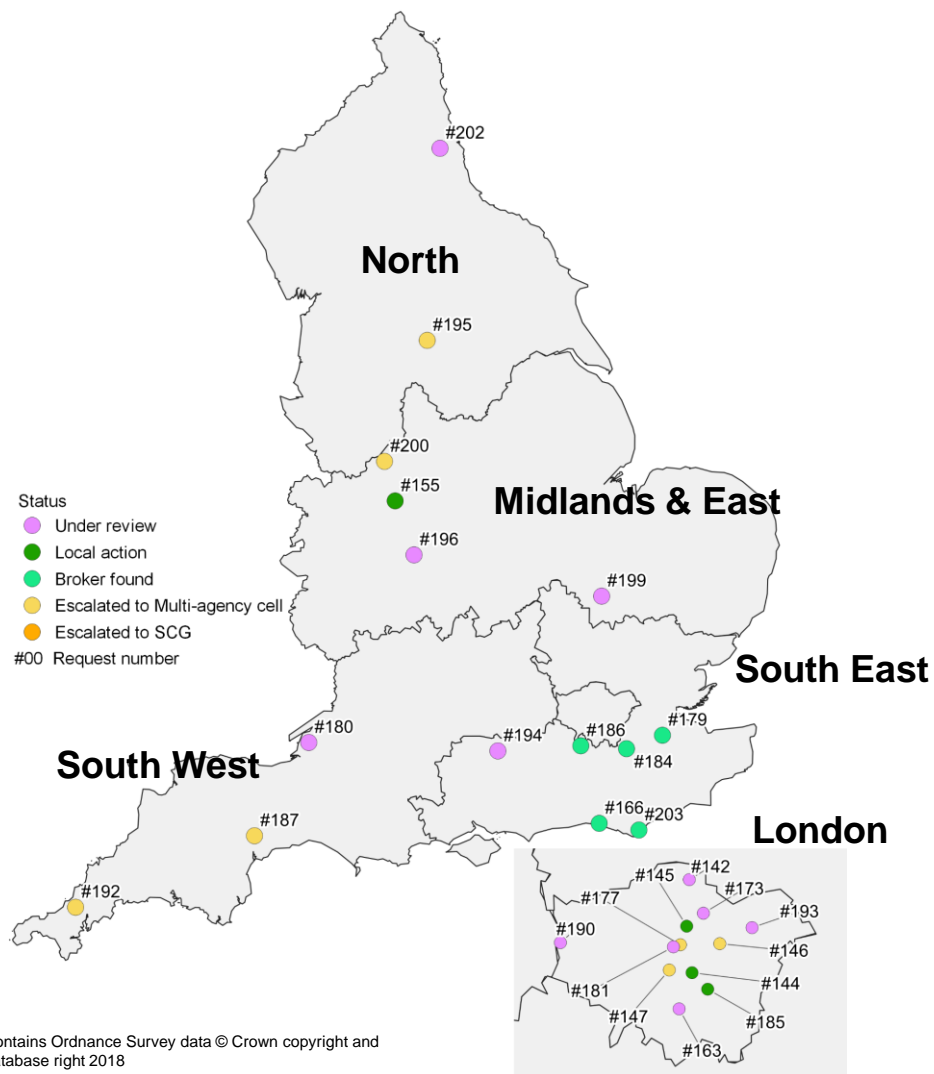 #202
North
#195
#200
#155
Midlands & East
#196
#199
Status
Under review
Local action
Broker found
Escalated to Multi-agency cell
Escalated to SCG
#00 Request number
South East
#180
#194
#186
#179
#184
South West
#187
#166
#203
London
#192
#142
#145
#173
#177
#193
#190
#146
#181
#144
#147
#185
#163
ontains Ordnance Survey data © Crown copyright and
atabase right 2018